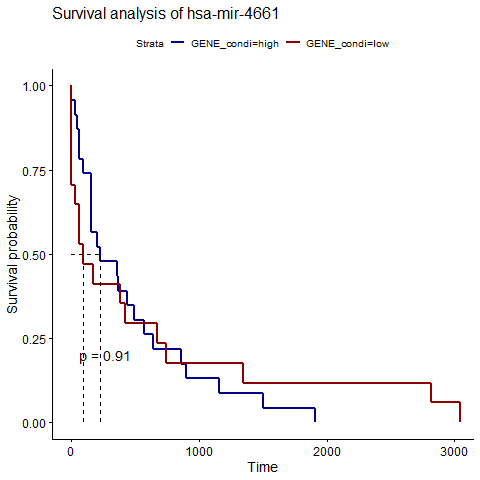 Survival analysis of hsa-mir-4661
Strata GENE_condi=high GENE_condi=low
1.00
0.75
0.50
0.25
0.00
Survival probability
p = 0.91
0 1000 2000 3000
Time